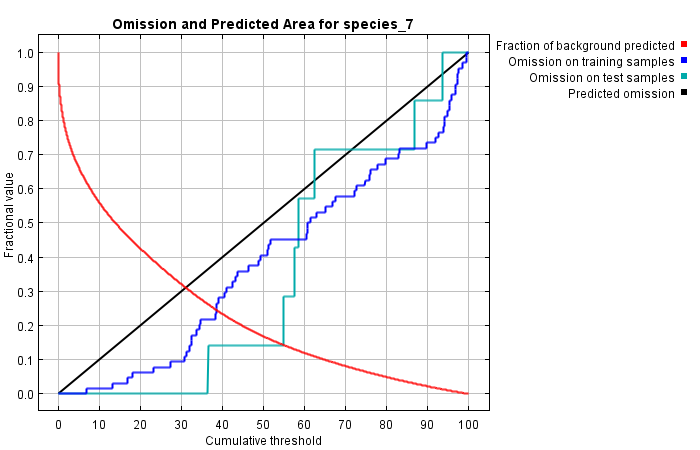 Omission and Predicted Area for species_7
Fraction of background predicted
Omission on training samples
Omission on test samples
Predicted omission
Fractional value
1.0
0.9
0.8
0.7
0.6
0.5
0.4
0.3
0.2
0.1
0.0
0 10 20 30 40 50 60 70 80 90 100
Cumulative threshold